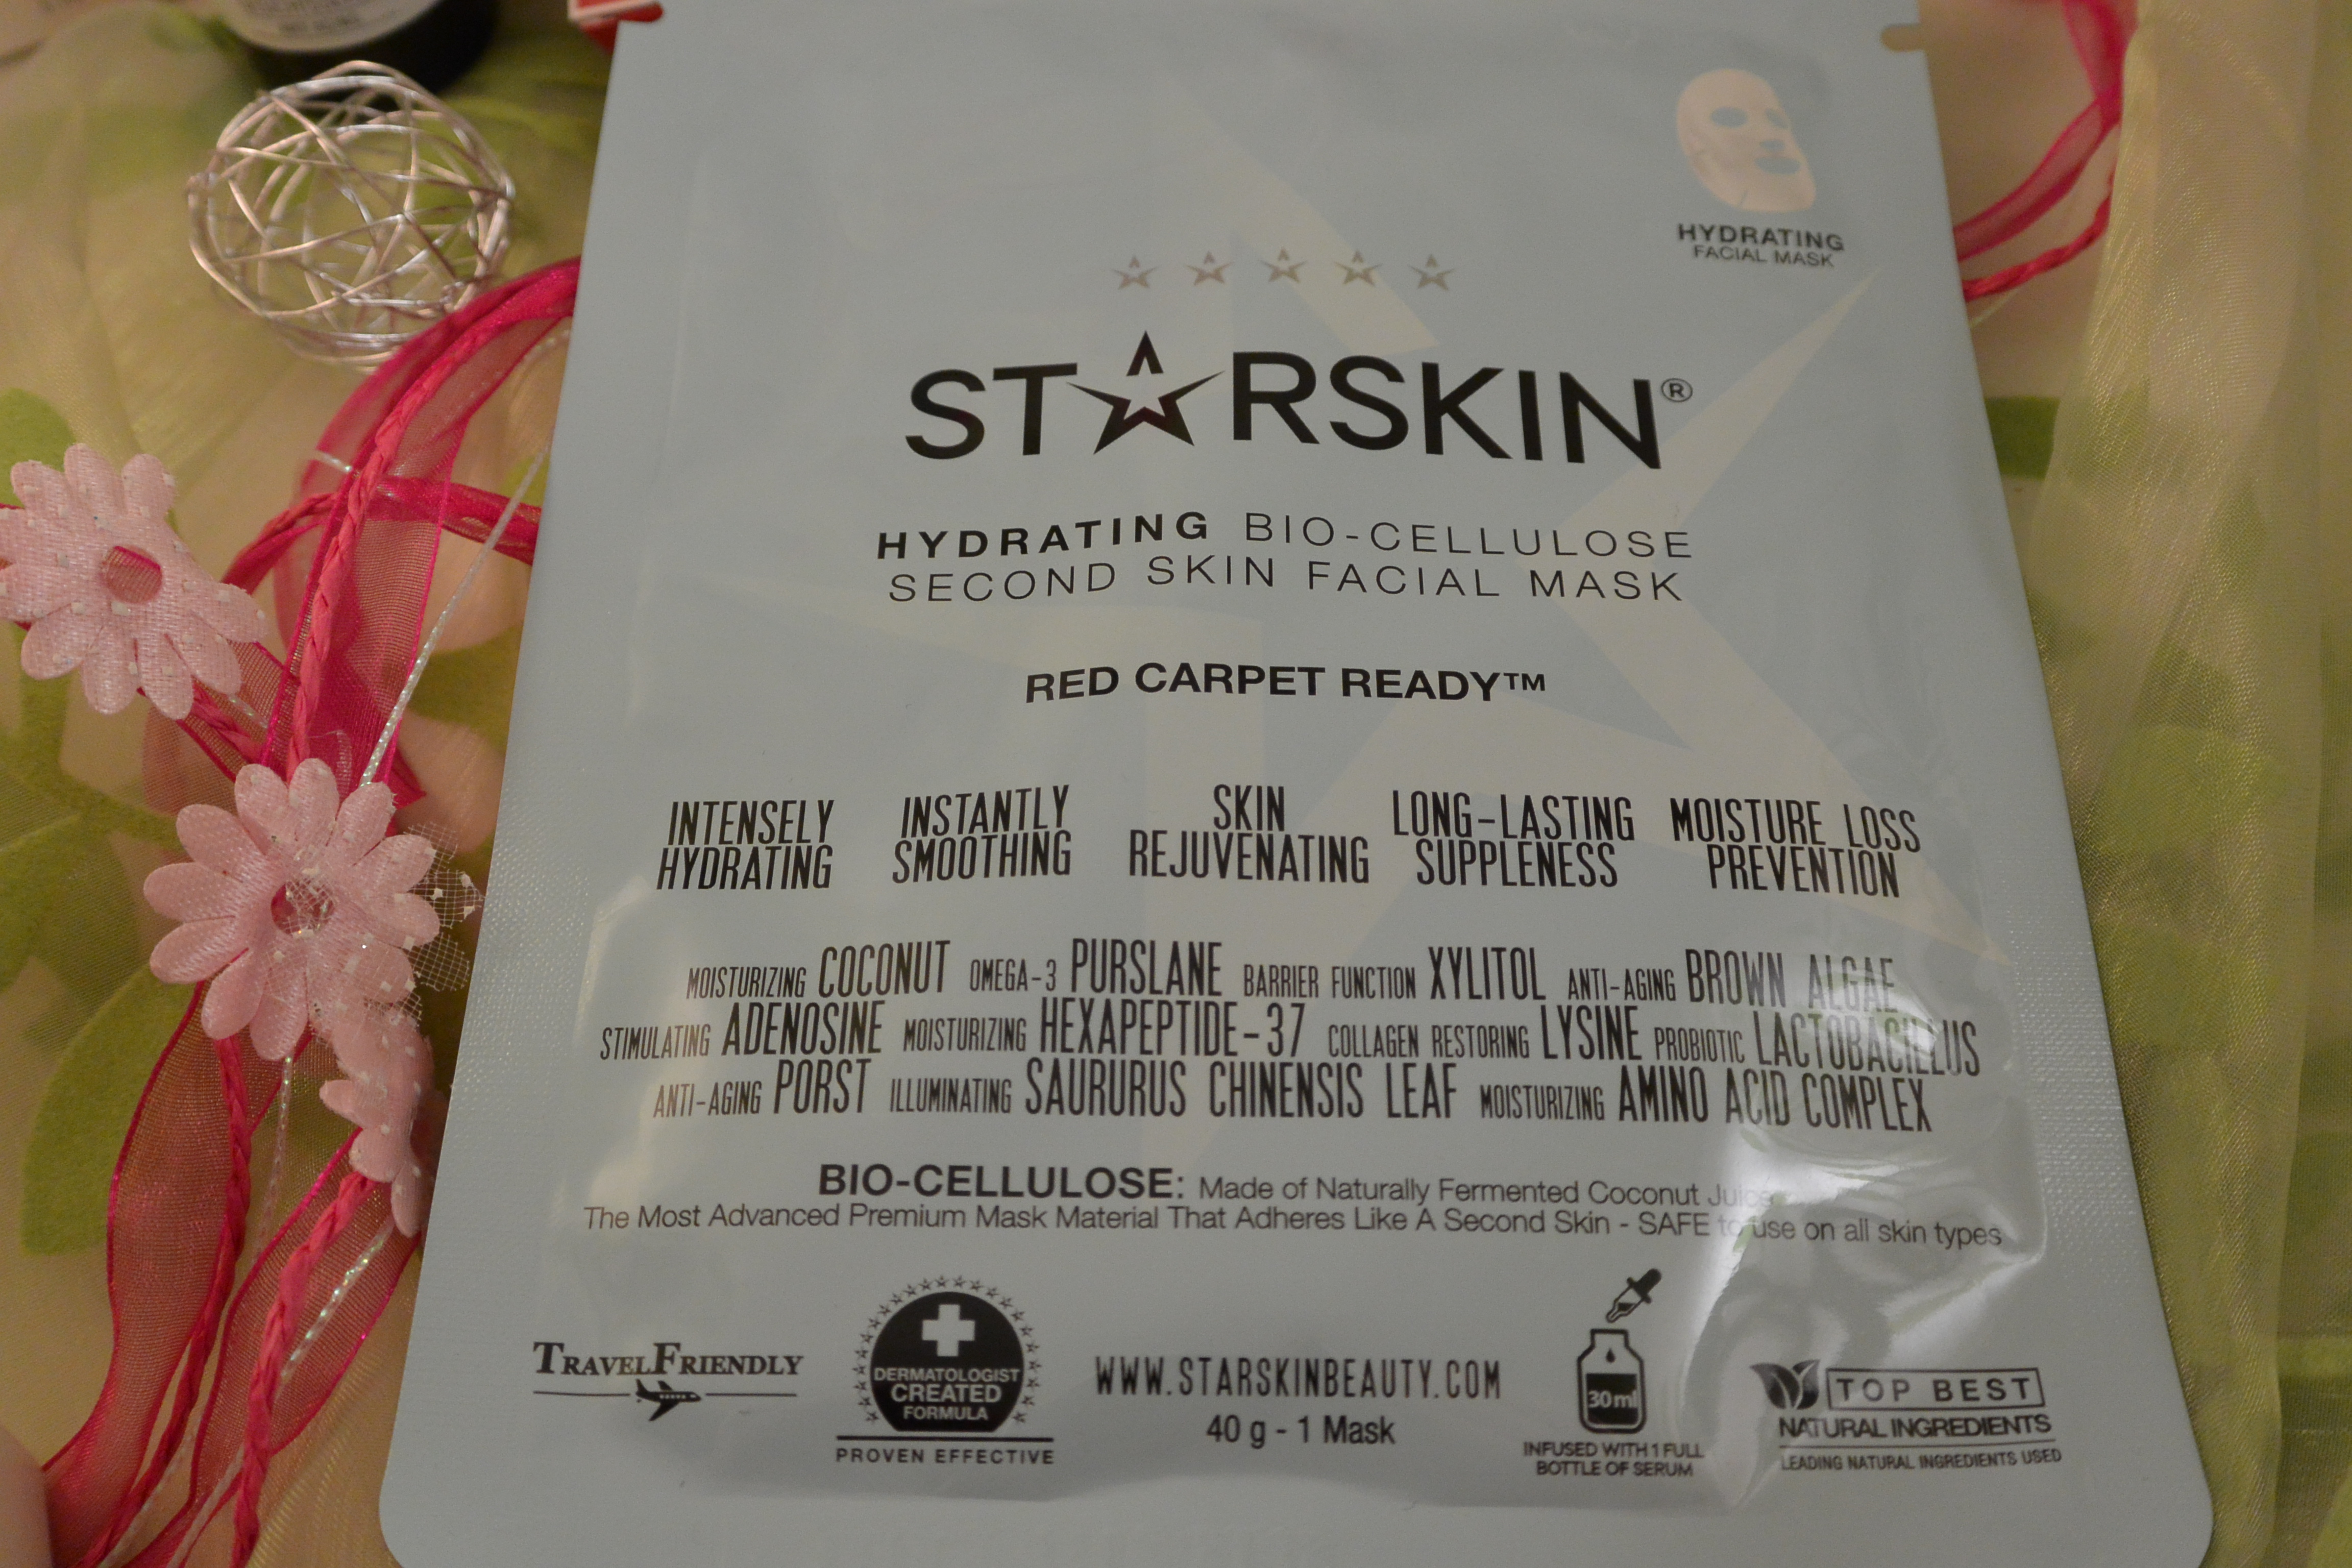 HYDRATING
FACIAL MASK
STARSKIN®
HYDRATING BIO-CELLULOSE
SECOND SKIN FACIAL MASK
RED CARPET READY™
INTENSELY HYDRATING
INSTANTLY SMOOTHING
SKIN REJUVENATING
LONG-LASTING SUPPLENESS
MOISTURE LOSS PREVENTION
MOISTURIZING COCONUT OMEGA-3 PURSLANE BARRIER FUNCTION XYLITOL ANTI-AGING BROWN ALGAE
STIMULATING ADENOSINE MOISTURIZING HEXAPEPTIDE-37 COLLAGEN RESTORING LYSINE PROBIOTIC LACTOBACILLUS
ANTI-AGING PORST ILLUMINATING SAURURUS CHINENSIS LEAF MOISTURIZING AMINO ACID COMPLEX
BIO-CELLULOSE: Made of Naturally Fermented Coconut Juice
The Most Advanced Premium Mask Material That Adheres Like A Second Skin - SAFE to use on all skin types
TRAVELFRIENDLY
DERMATOLOGIST
CREATED
FORMULA
PROVEN EFFECTIVE
WWW.STARSKINBEAUTY.COM
40 g - 1 Mask
30 ml
INFUSED WITH 1 FULL
BOTTLE OF SERUM
TOP BEST
NATURAL INGREDIENTS
LEADING NATURAL INGREDIENTS USED